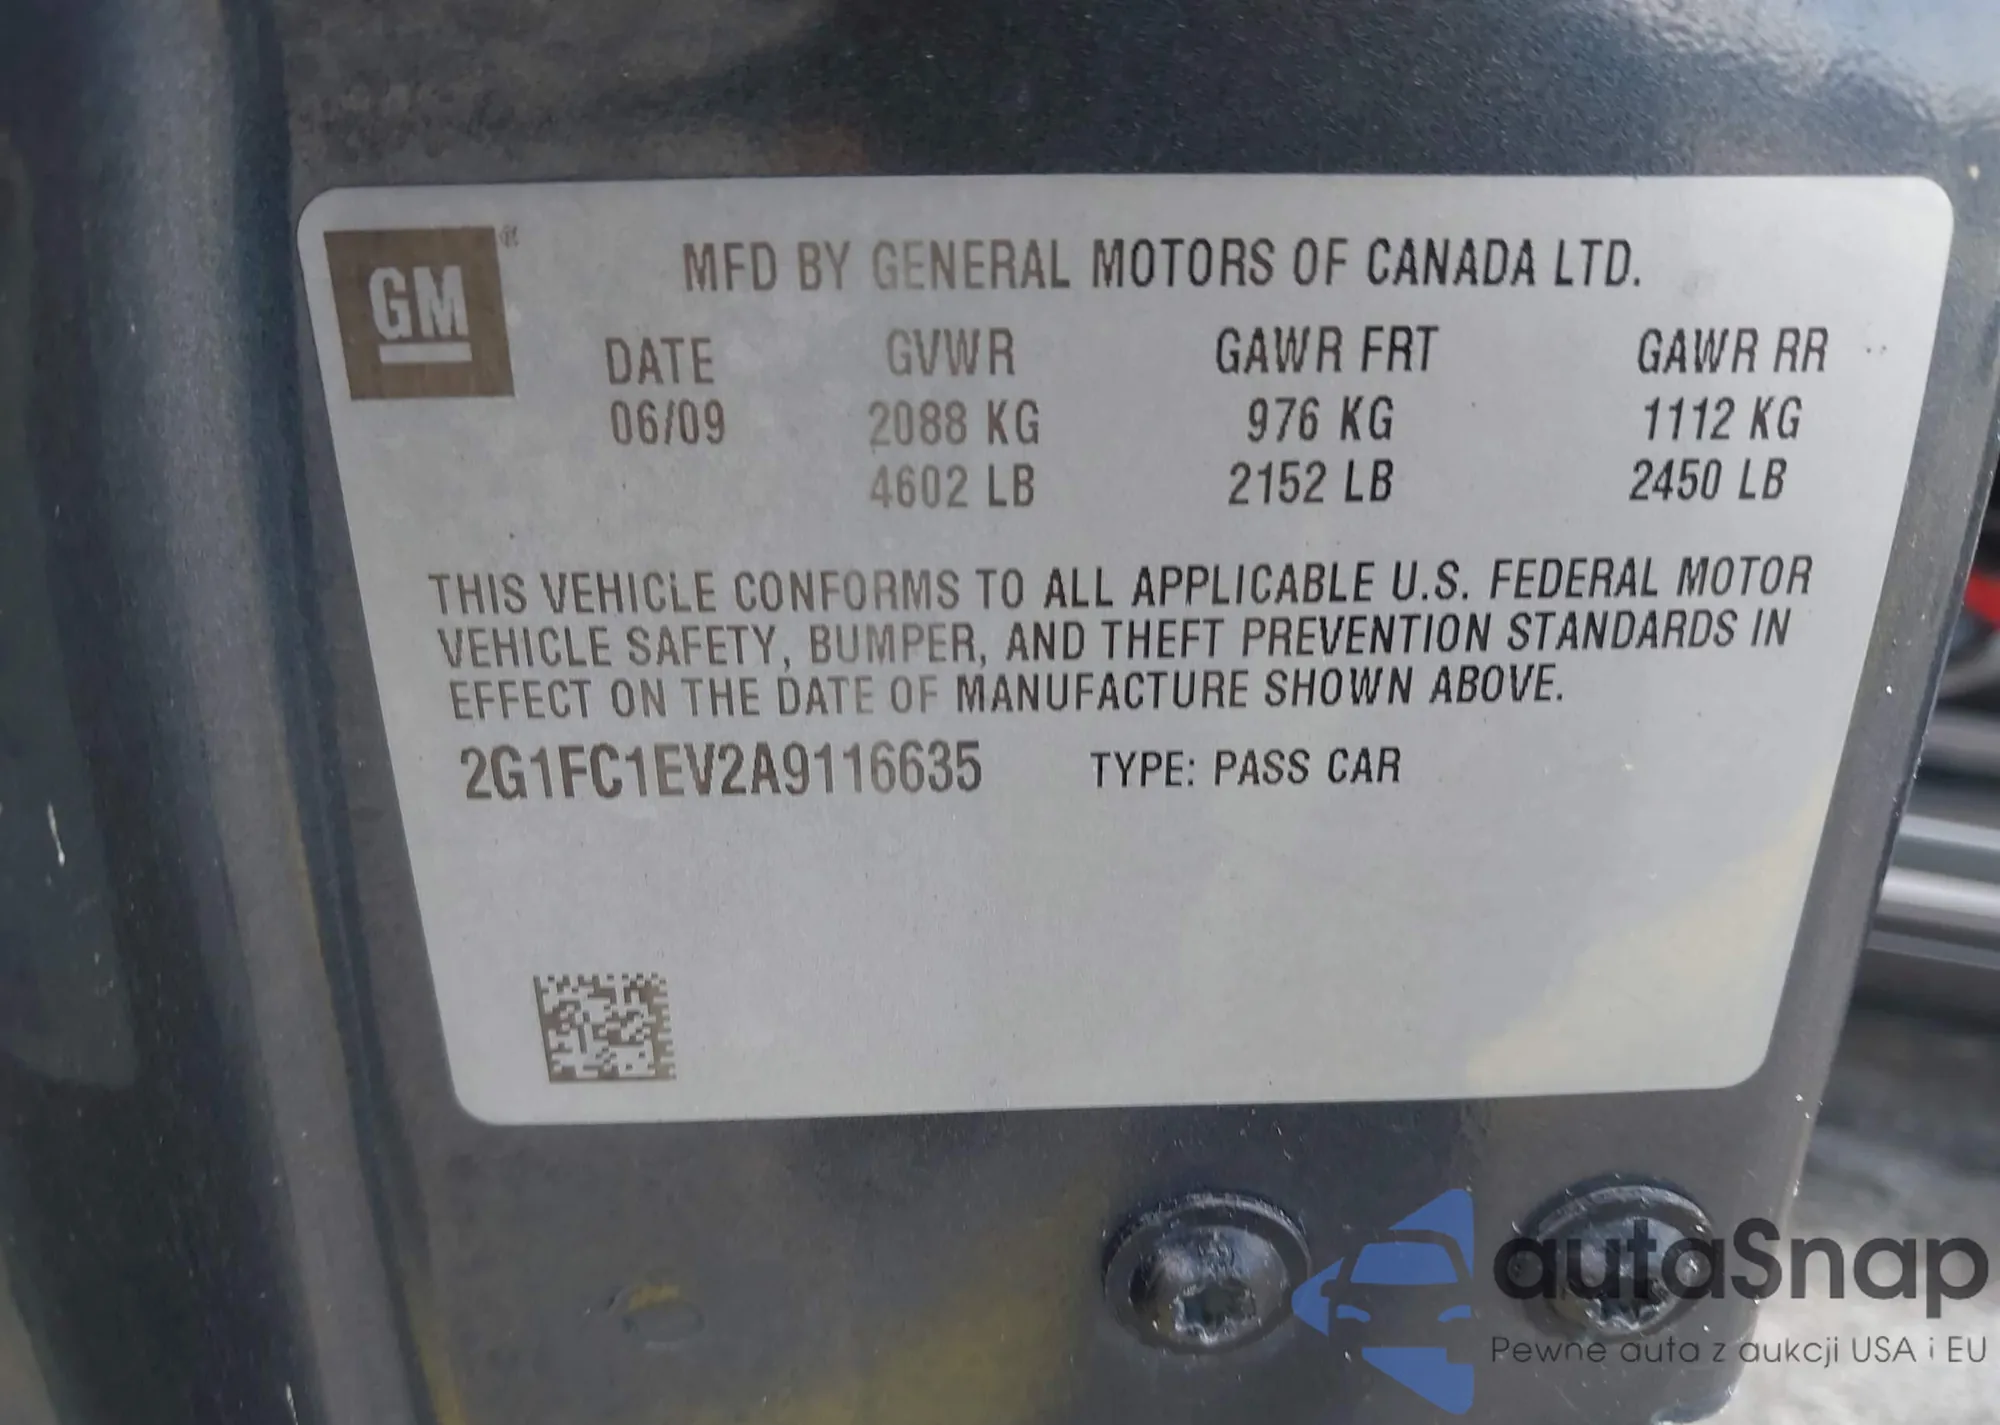 GM
MFD BY GENERAL MOTORS OF CANADA LTD.
DATE GVWR GAWR FRT GAWR RR
06/09 2088 KG 976 KG 1112 KG
4602 LB 2152 LB 2450 LB
THIS VEHICLE CONFORMS TO ALL APPLICABLE U.S. FEDERAL MOTOR
VEHICLE SAFETY, BUMPER, AND THEFT PREVENTION STANDARDS IN
EFFECT ON THE DATE OF MANUFACTURE SHOWN ABOVE.
2G1FC1EV2A9116635 TYPE: PASS CAR
autaSnap
Pewne auta z aukcji USA i EU